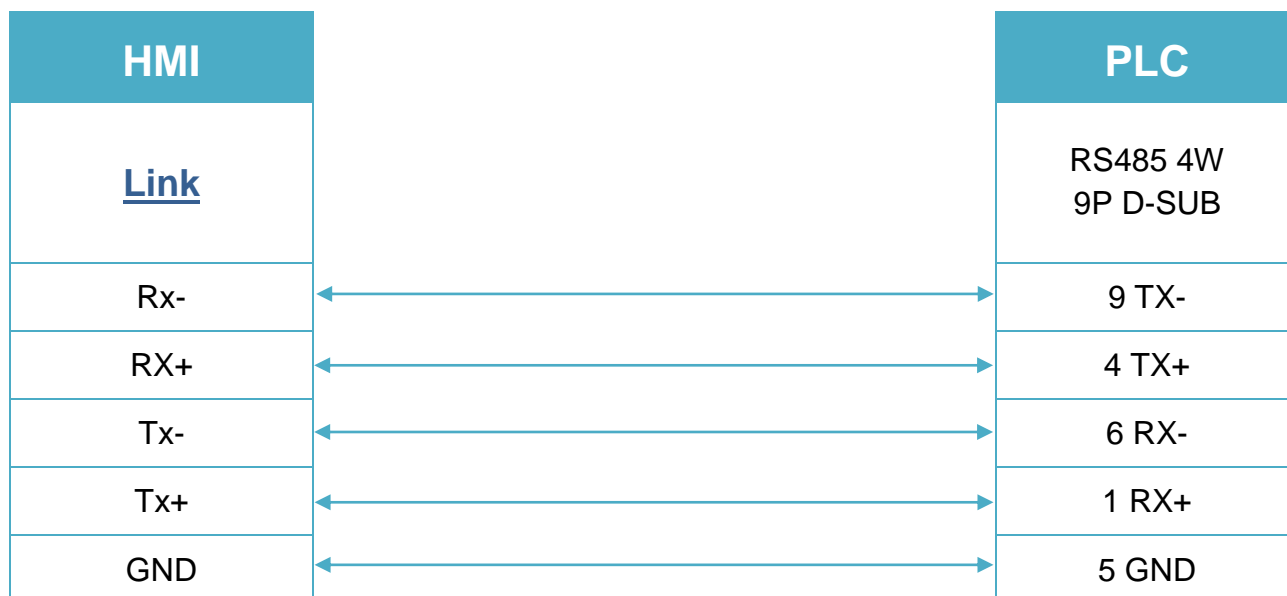 HMI
PLC
Link
RS485 4W
9P D-SUB
Rx-
9 TX-
RX+
4 TX+
Tx-
6 RX-
Tx+
1 RX+
GND
5 GND